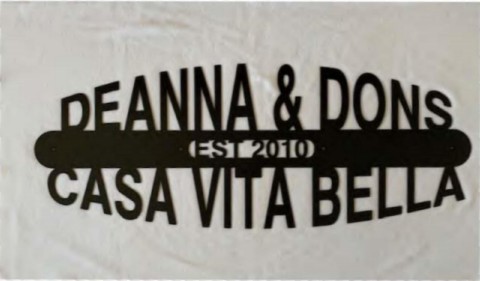 DEANNA & DONS
(EST 2010)
CASA VITA BELLA